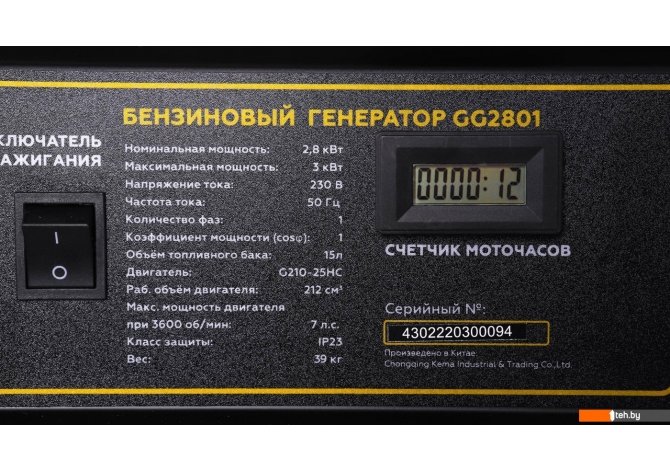 БЕНЗИНОВЫЙ ГЕНЕРАТОР GG2801
КЛЮЧАТЕЛЬ
АЖИГАНИЯ
I
O
Номинальная мощность: 2,8 кВт
Максимальная мощность: 3 кВт
Напряжение тока: 230 В
Частота тока: 50 Гц
Количество фаз: 1
Коэффициент мощности (cosφ): 1
Объём топливного бака: 15л
Двигатель: G210-25HC
Раб. объём двигателя: 212 см³
Макс. мощность двигателя
при 3600 об/мин: 7 л.с.
Класс защиты: IP23
Вес: 39 кг
0000:12
СЧЕТЧИК МОТОЧАСОВ
Серийный №:
4302220300094
Произведено в Китае
Chongqing Kema Industrial & Trading Co.,Ltd.
1teh.by